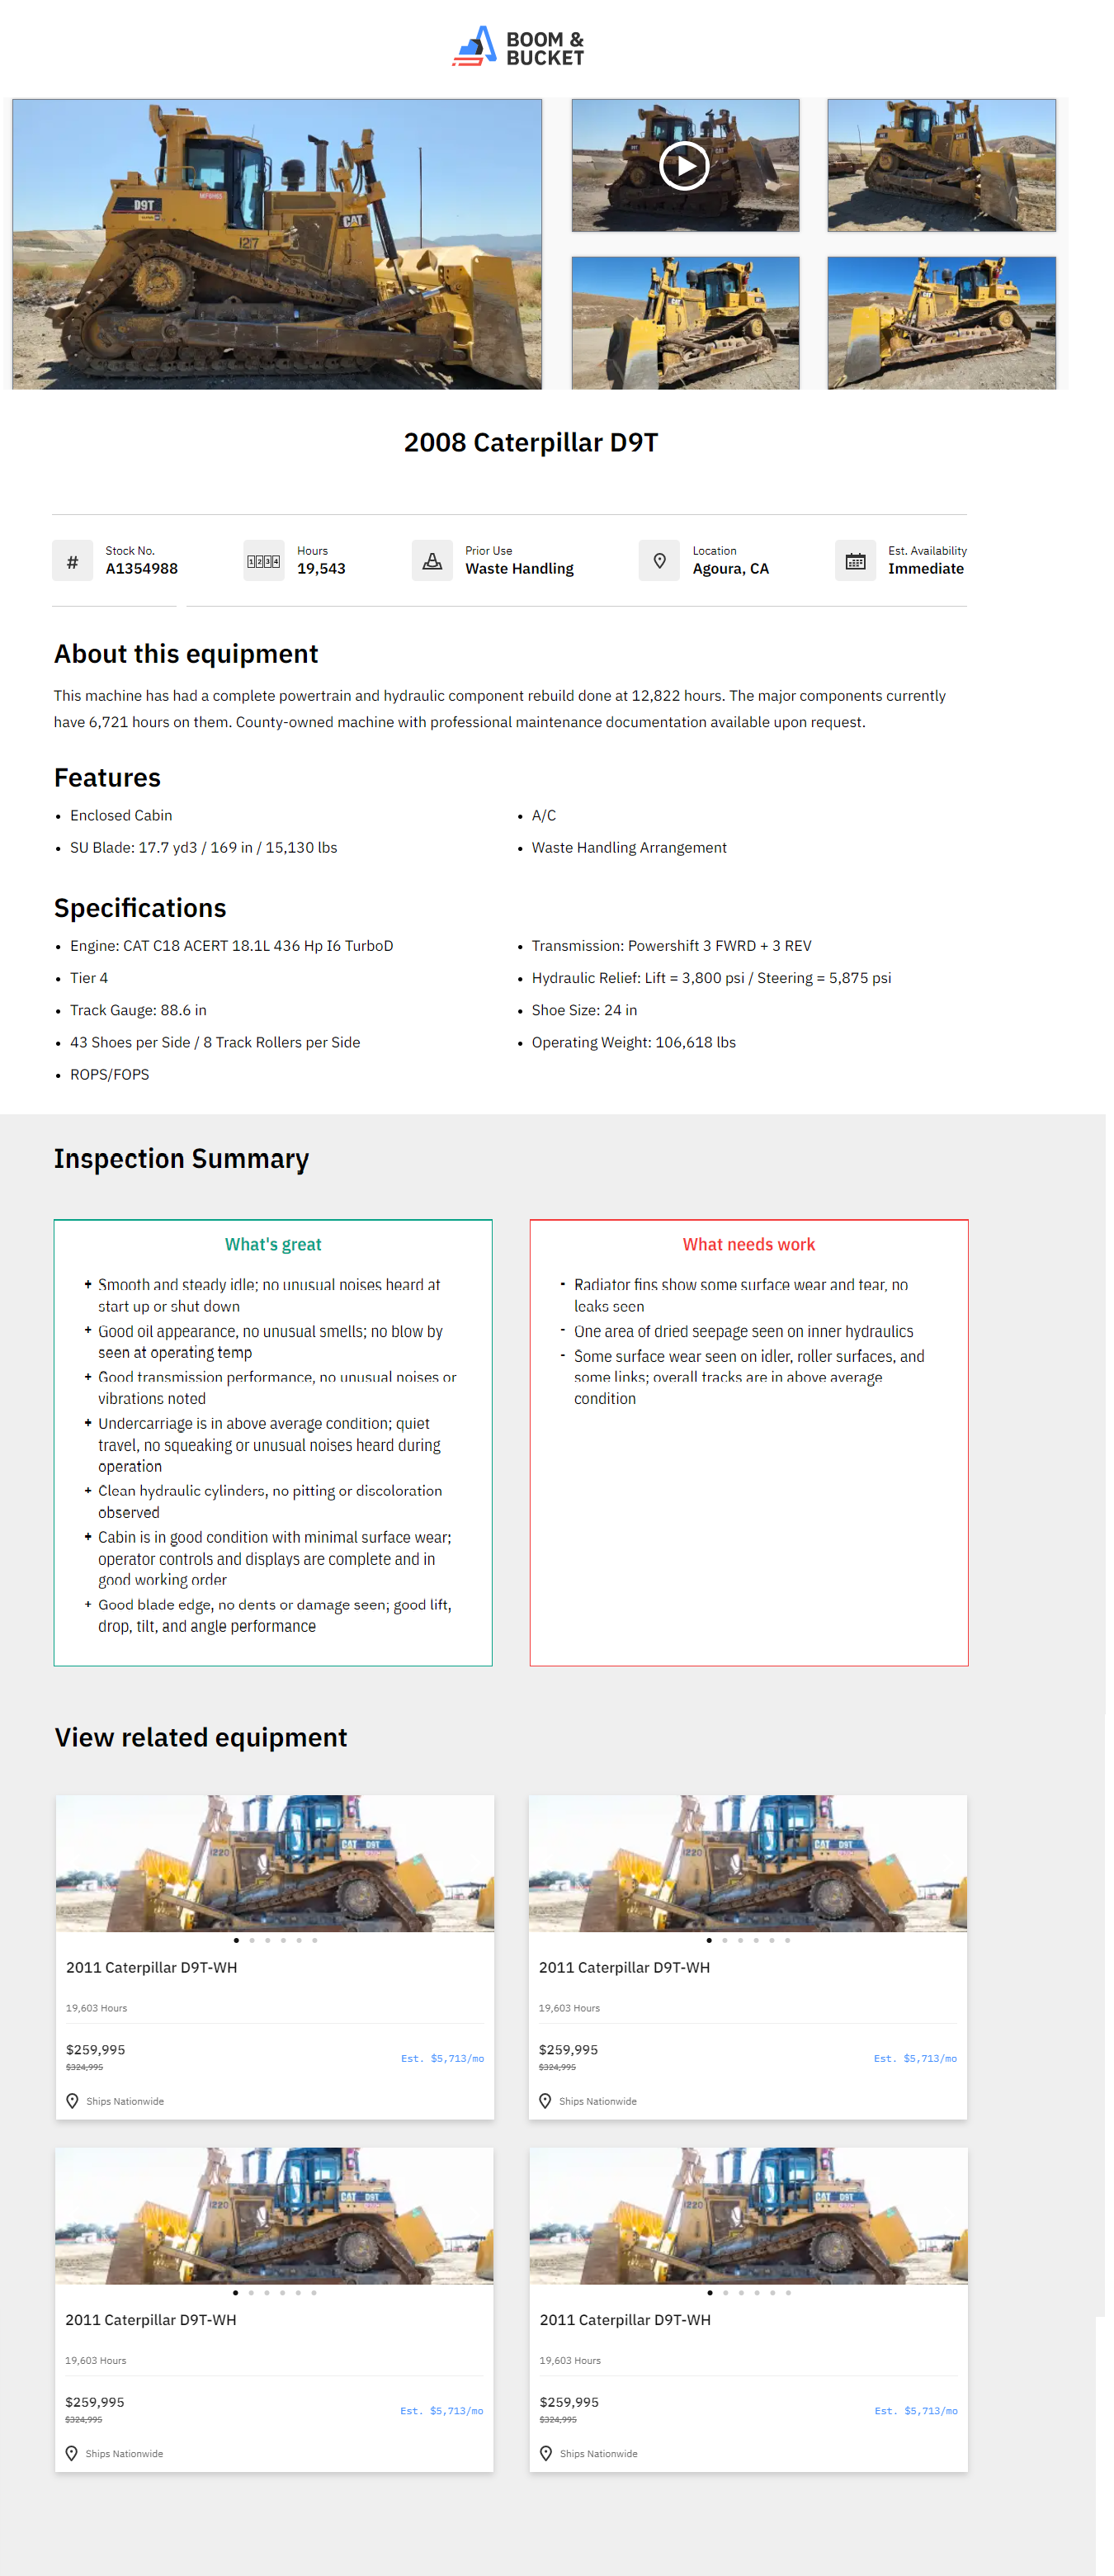 BOOM &
BUCKET
D9T
CAT
12/7
2008 Caterpillar D9T
Stock No.
A1354988
Hours
19,543
Prior Use
Waste Handling
Location
Agoura, CA
Est. Availability
Immediate
About this equipment
This machine has had a complete powertrain and hydraulic component rebuild done at 12,822 hours. The major components currently
have 6,721 hours on them. County-owned machine with professional maintenance documentation available upon request.
Features
• Enclosed Cabin
• A/C
• SU Blade: 17.7 yd3 / 169 in / 15,130 lbs
• Waste Handling Arrangement
Specifications
• Engine: CAT C18 ACERT 18.1L 436 Hp I6 TurboD
• Transmission: Powershift 3 FWRD + 3 REV
• Tier 4
• Hydraulic Relief: Lift = 3,800 psi / Steering = 5,875 psi
• Track Gauge: 88.6 in
• Shoe Size: 24 in
• 43 Shoes per Side / 8 Track Rollers per Side
• Operating Weight: 106,618 lbs
• ROPS/FOPS
Inspection Summary
What's great
+ Smooth and steady idle; no unusual noises heard at
start up or shut down
+ Good oil appearance, no unusual smells; no blow by
seen at operating temp
+ Good transmission performance, no unusual noises or
vibrations noted
+ Undercarriage is in above average condition; quiet
travel, no squeaking or unusual noises heard during
operation
+ Clean hydraulic cylinders, no pitting or discoloration
observed
+ Cabin is in good condition with minimal surface wear;
operator controls and displays are complete and in
good working order
+ Good blade edge, no dents or damage seen; good lift,
drop, tilt, and angle performance
What needs work
- Radiator fins show some surface wear and tear, no
leaks seen
- One area of dried seepage seen on inner hydraulics
- Some surface wear seen on idler, roller surfaces, and
some links; overall tracks are in above average
condition
View related equipment
1220
CAT D9T
2011 Caterpillar D9T-WH
19,603 Hours
$259,995
$324,995
Est. $5,713/mo
Ships Nationwide
1220
CAT D9T
2011 Caterpillar D9T-WH
19,603 Hours
$259,995
$324,995
Est. $5,713/mo
Ships Nationwide
1220
CAT D9T
2011 Caterpillar D9T-WH
19,603 Hours
$259,995
$324,995
Est. $5,713/mo
Ships Nationwide
1220
CAT D9T
2011 Caterpillar D9T-WH
19,603 Hours
$259,995
$324,995
Est. $5,713/mo
Ships Nationwide